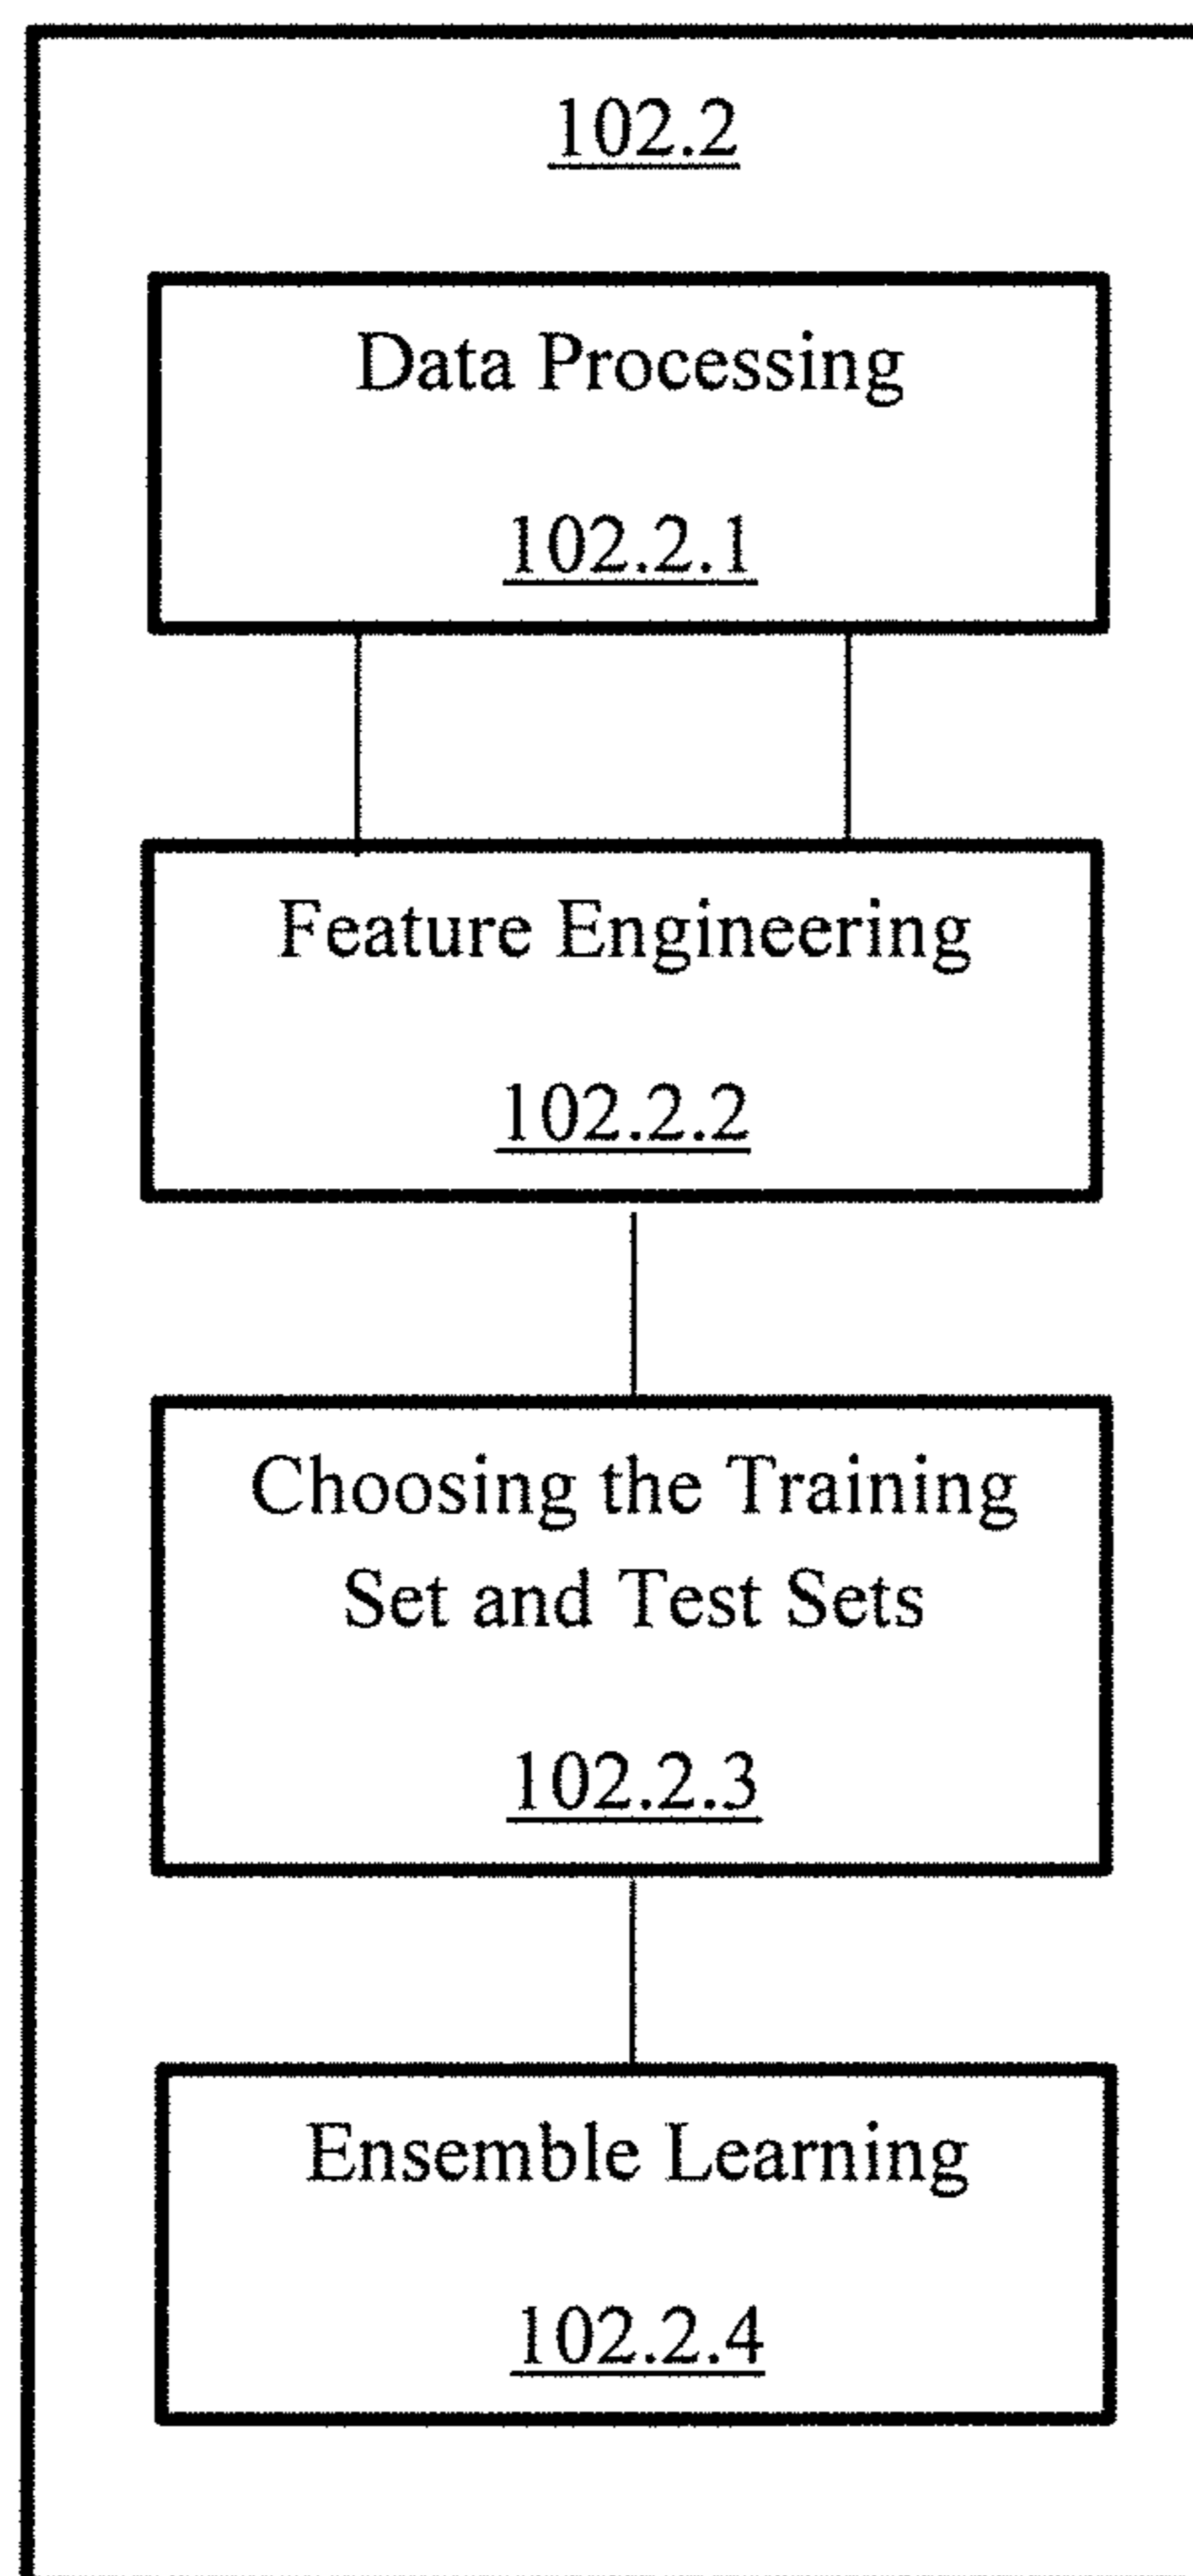 102.2
Data Processing
102.2.1
Feature Engineering
102.2.2
Choosing the Training
Set and Test Sets
102.2.3
Ensemble Learning
102.2.4